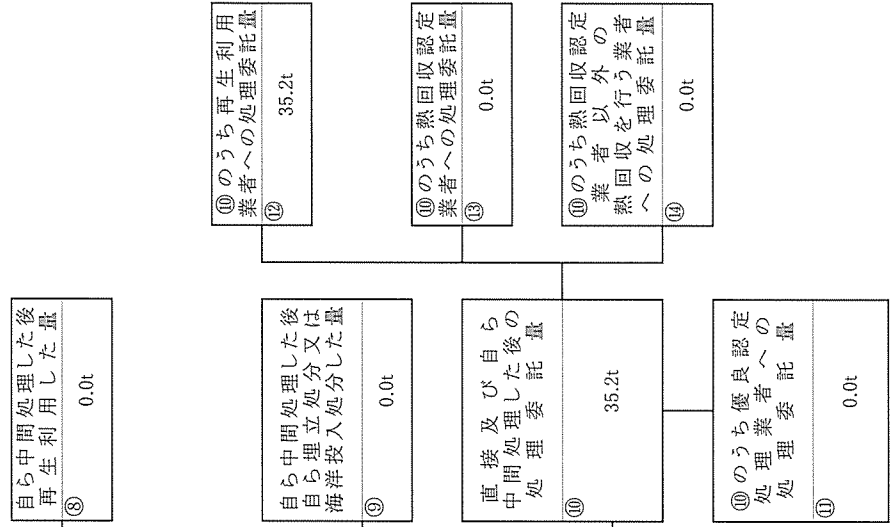 自ら中間処理した後
再生利用した量
⑧
0.0t
自ら中間処理した後
自ら埋立処分又は
海洋投入処分した量
⑨
0.0t
直接及び自ら
中間処理した後の
処理委託量
⑩
35.2t
⑩のうち優良認定
処理業者への
処理委託量
⑪
0.0t
⑩のうち再生利用
業者への処理委託量
⑫
35.2t
⑩のうち熱回収認定
業者への処理委託量
⑬
0.0t
⑩のうち熱回収認定
業者以外の
熱回収を行う業者
への処理委託量
⑭
0.0t